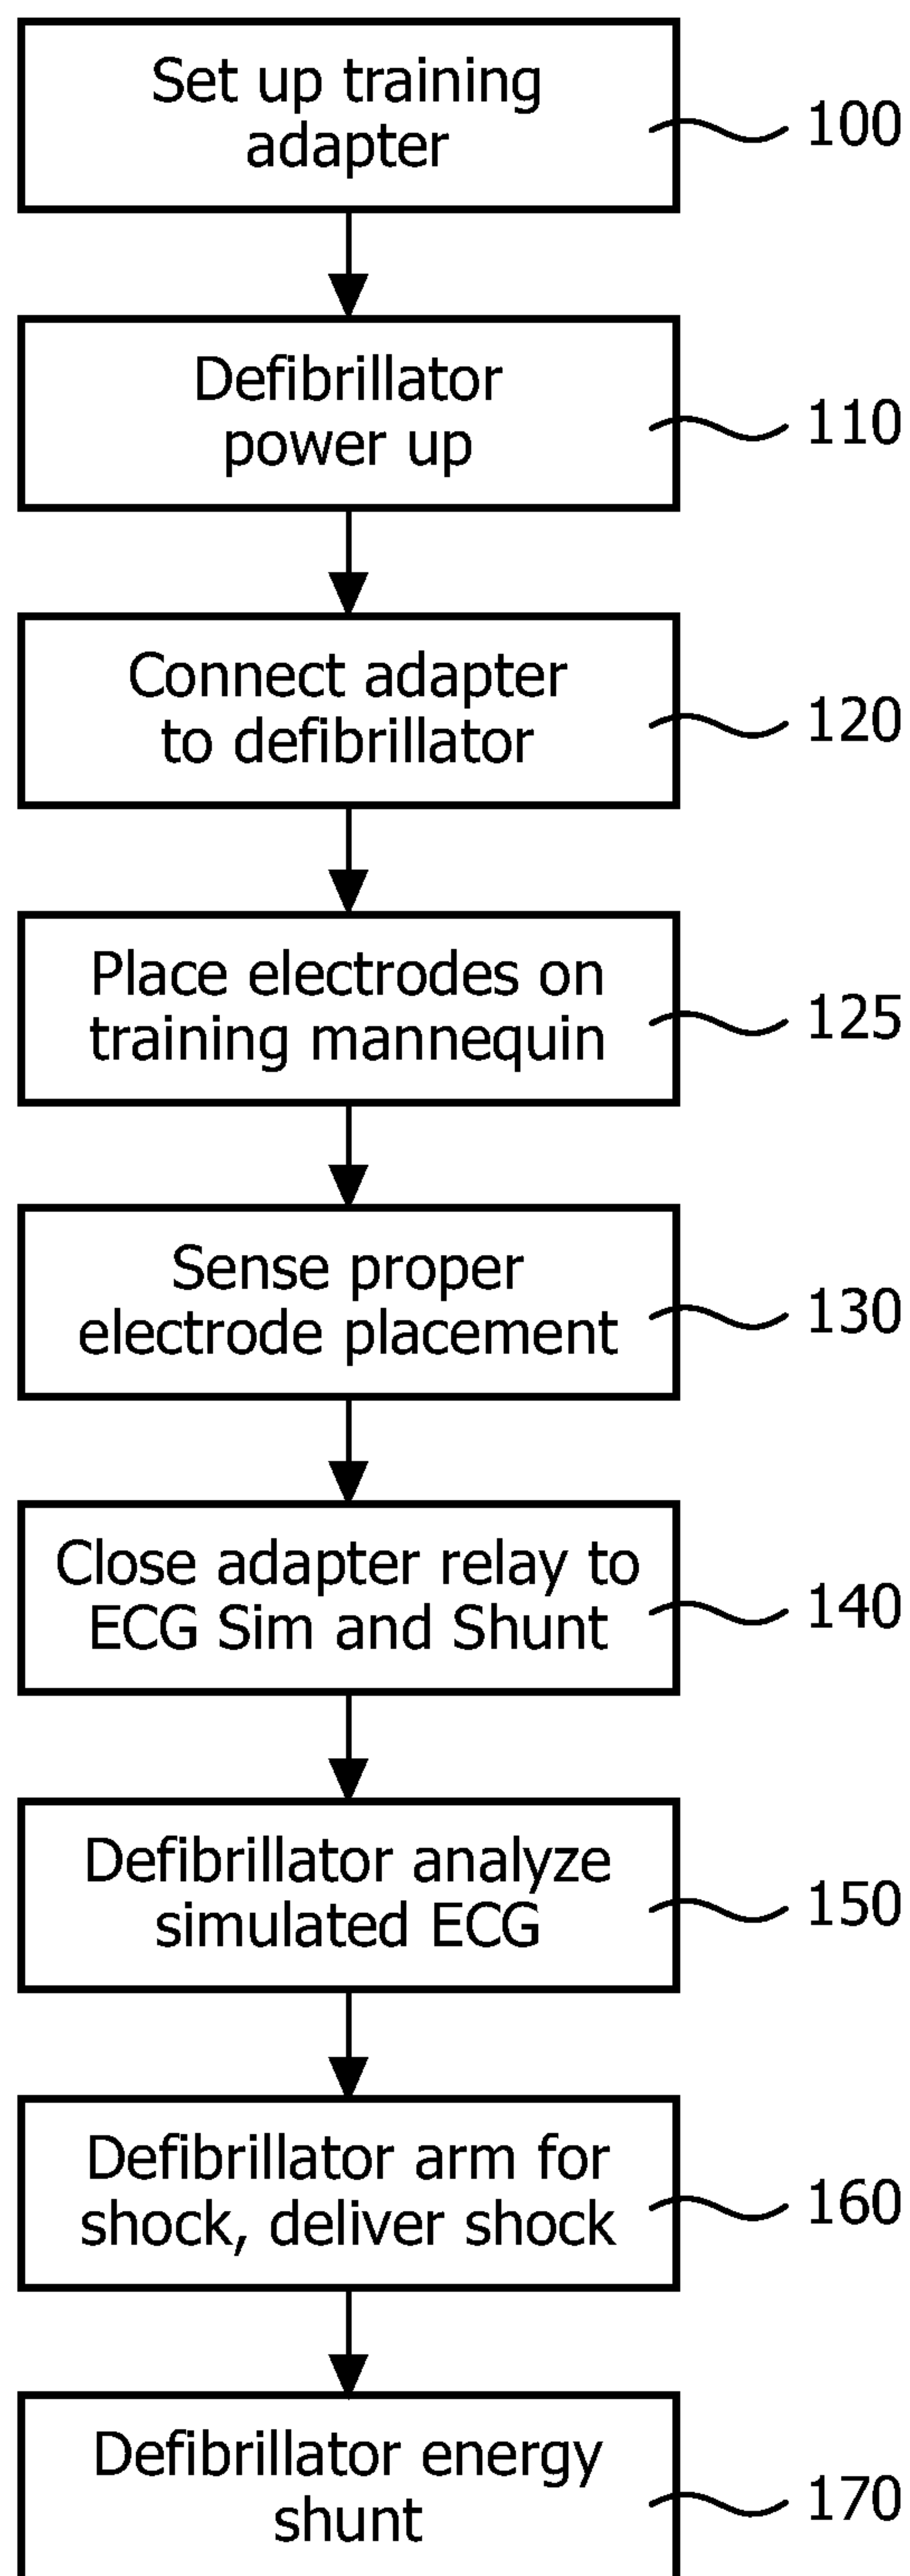 Set up training
adapter
100
Defibrillator
power up
110
Connect adapter
to defibrillator
120
Place electrodes on
training mannequin
125
Sense proper
electrode placement
130
Close adapter relay to
ECG Sim and Shunt
140
Defibrillator analyze
simulated ECG
150
Defibrillator arm for
shock, deliver shock
160
Defibrillator energy
shunt
170